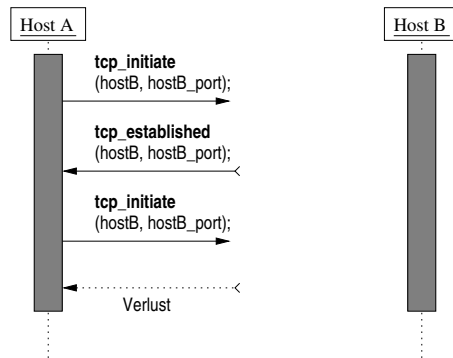 Host A
Host B
tcp_initiate
(hostB, hostB_port);
tcp_established
(hostB, hostB_port);
tcp_initiate
(hostB, hostB_port);
Verlust